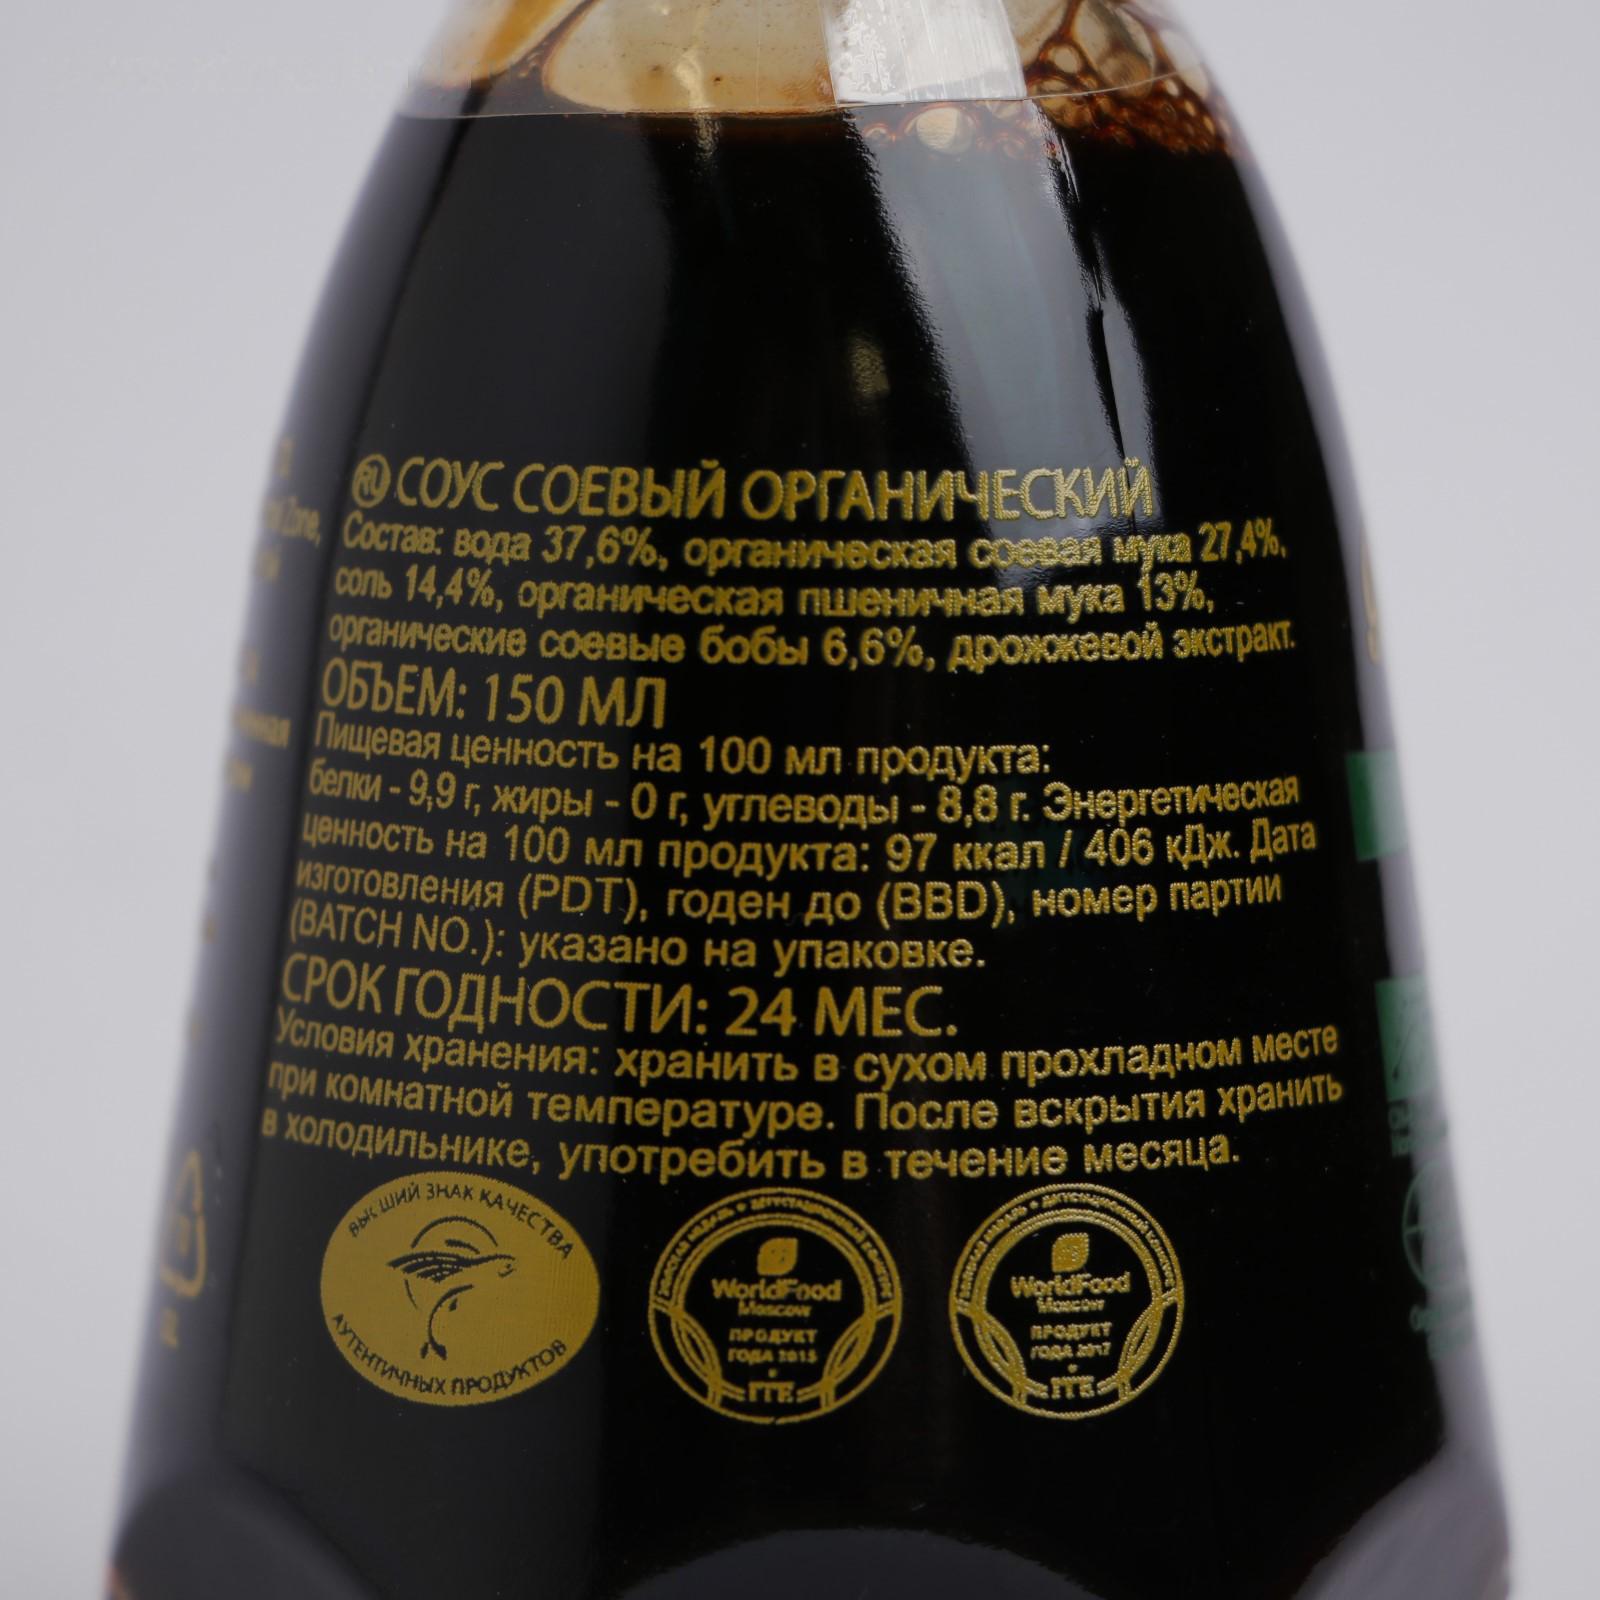 RU СОУС СОЕВЫЙ ОРГАНИЧЕСКИЙ
Состав: вода 37,6%, органическая соевая мука 27,4%,
соль 14,4%, органическая пшеничная мука 13%,
органические соевые бобы 6,6%, дрожжевой экстракт.
ОБЪЕМ: 150 МЛ
Пищевая ценность на 100 мл продукта:
белки - 9,9 г, жиры - 0 г, углеводы - 8,8 г. Энергетическая
ценность на 100 мл продукта: 97 ккал / 406 кДж. Дата
изготовления (PDT), годен до (BBD), номер партии
(BATCH NO.): указано на упаковке.
СРОК ГОДНОСТИ: 24 МЕС.
Условия хранения: хранить в сухом прохладном месте
при комнатной температуре. После вскрытия хранить
в холодильнике, употребить в течение месяца.
ВЫСШИЙ ЗНАК КАЧЕСТВА
АУТЕНТИЧНЫХ ПРОДУКТОВ
WorldFood
Moscow
ПРОДУКТ
ГОДА 2015
ITE
WorldFood
Moscow
ПРОДУКТ
ГОДА 2017
ITE
Zone,